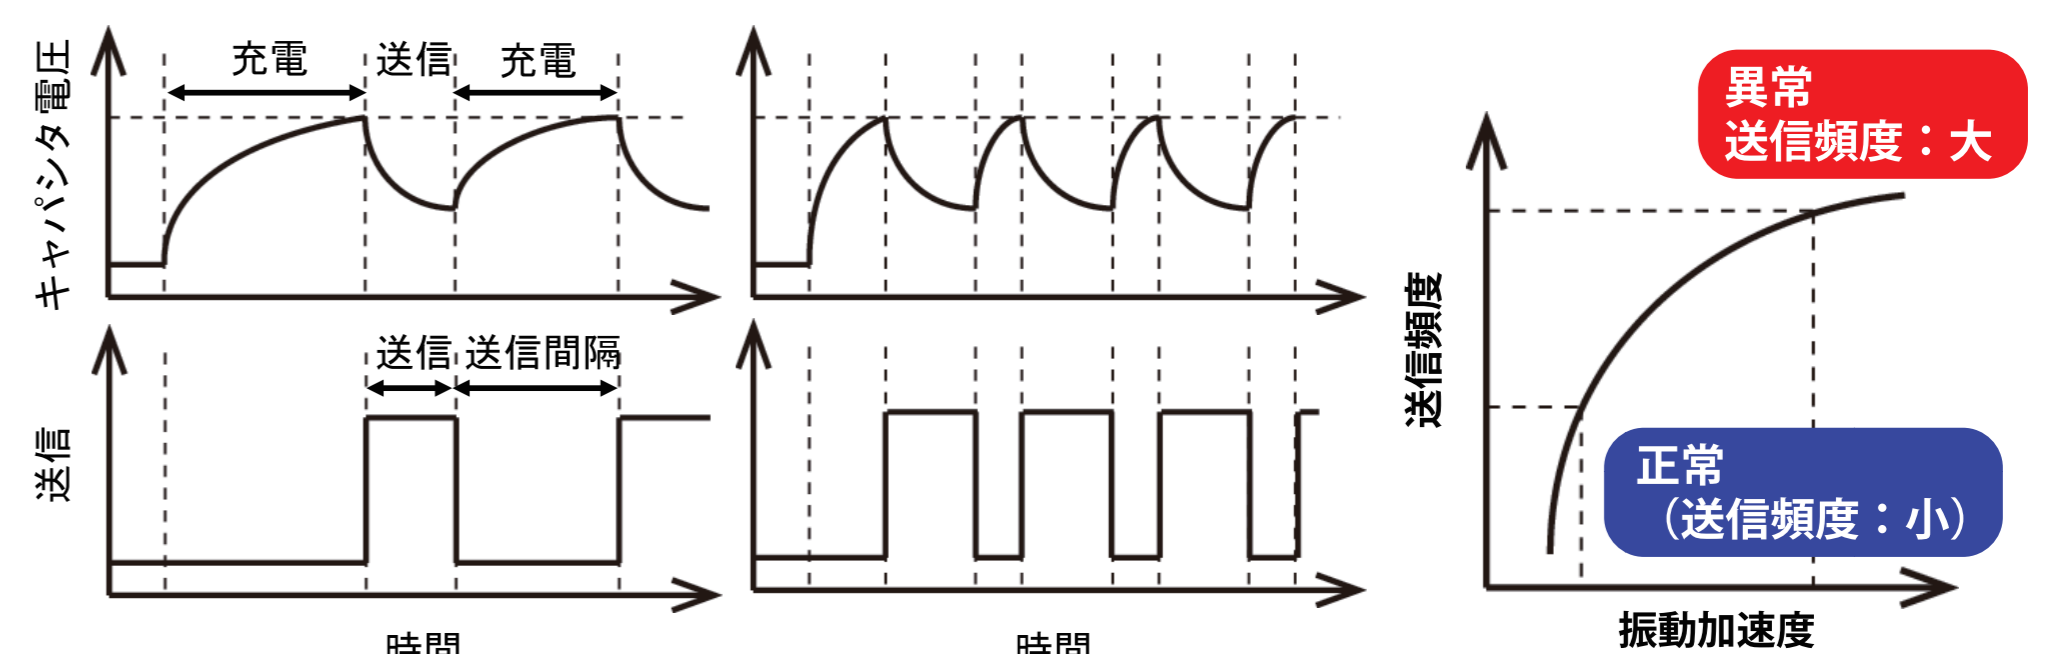 キャパシタ電圧
充電
送信
充電
送信
送信
送信間隔
時間
時間
送信頻度
異常
送信頻度：大
正常
（送信頻度：小）
振動加速度